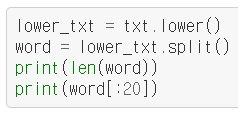 lower_txt = txt.lower()
word = lower_txt.split()
print(len(word))
print(word[:20])